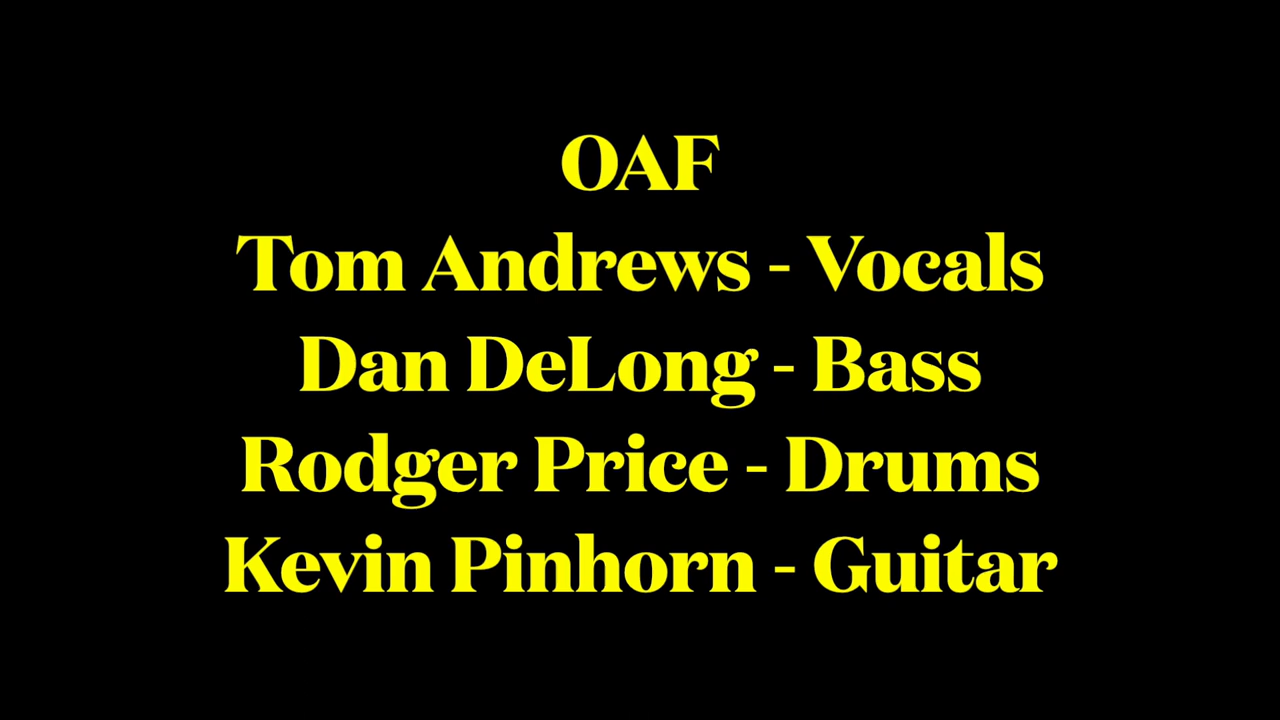 OAF
Tom Andrews - Vocals
Dan DeLong - Bass
Rodger Price - Drums
Kevin Pinhorn - Guitar